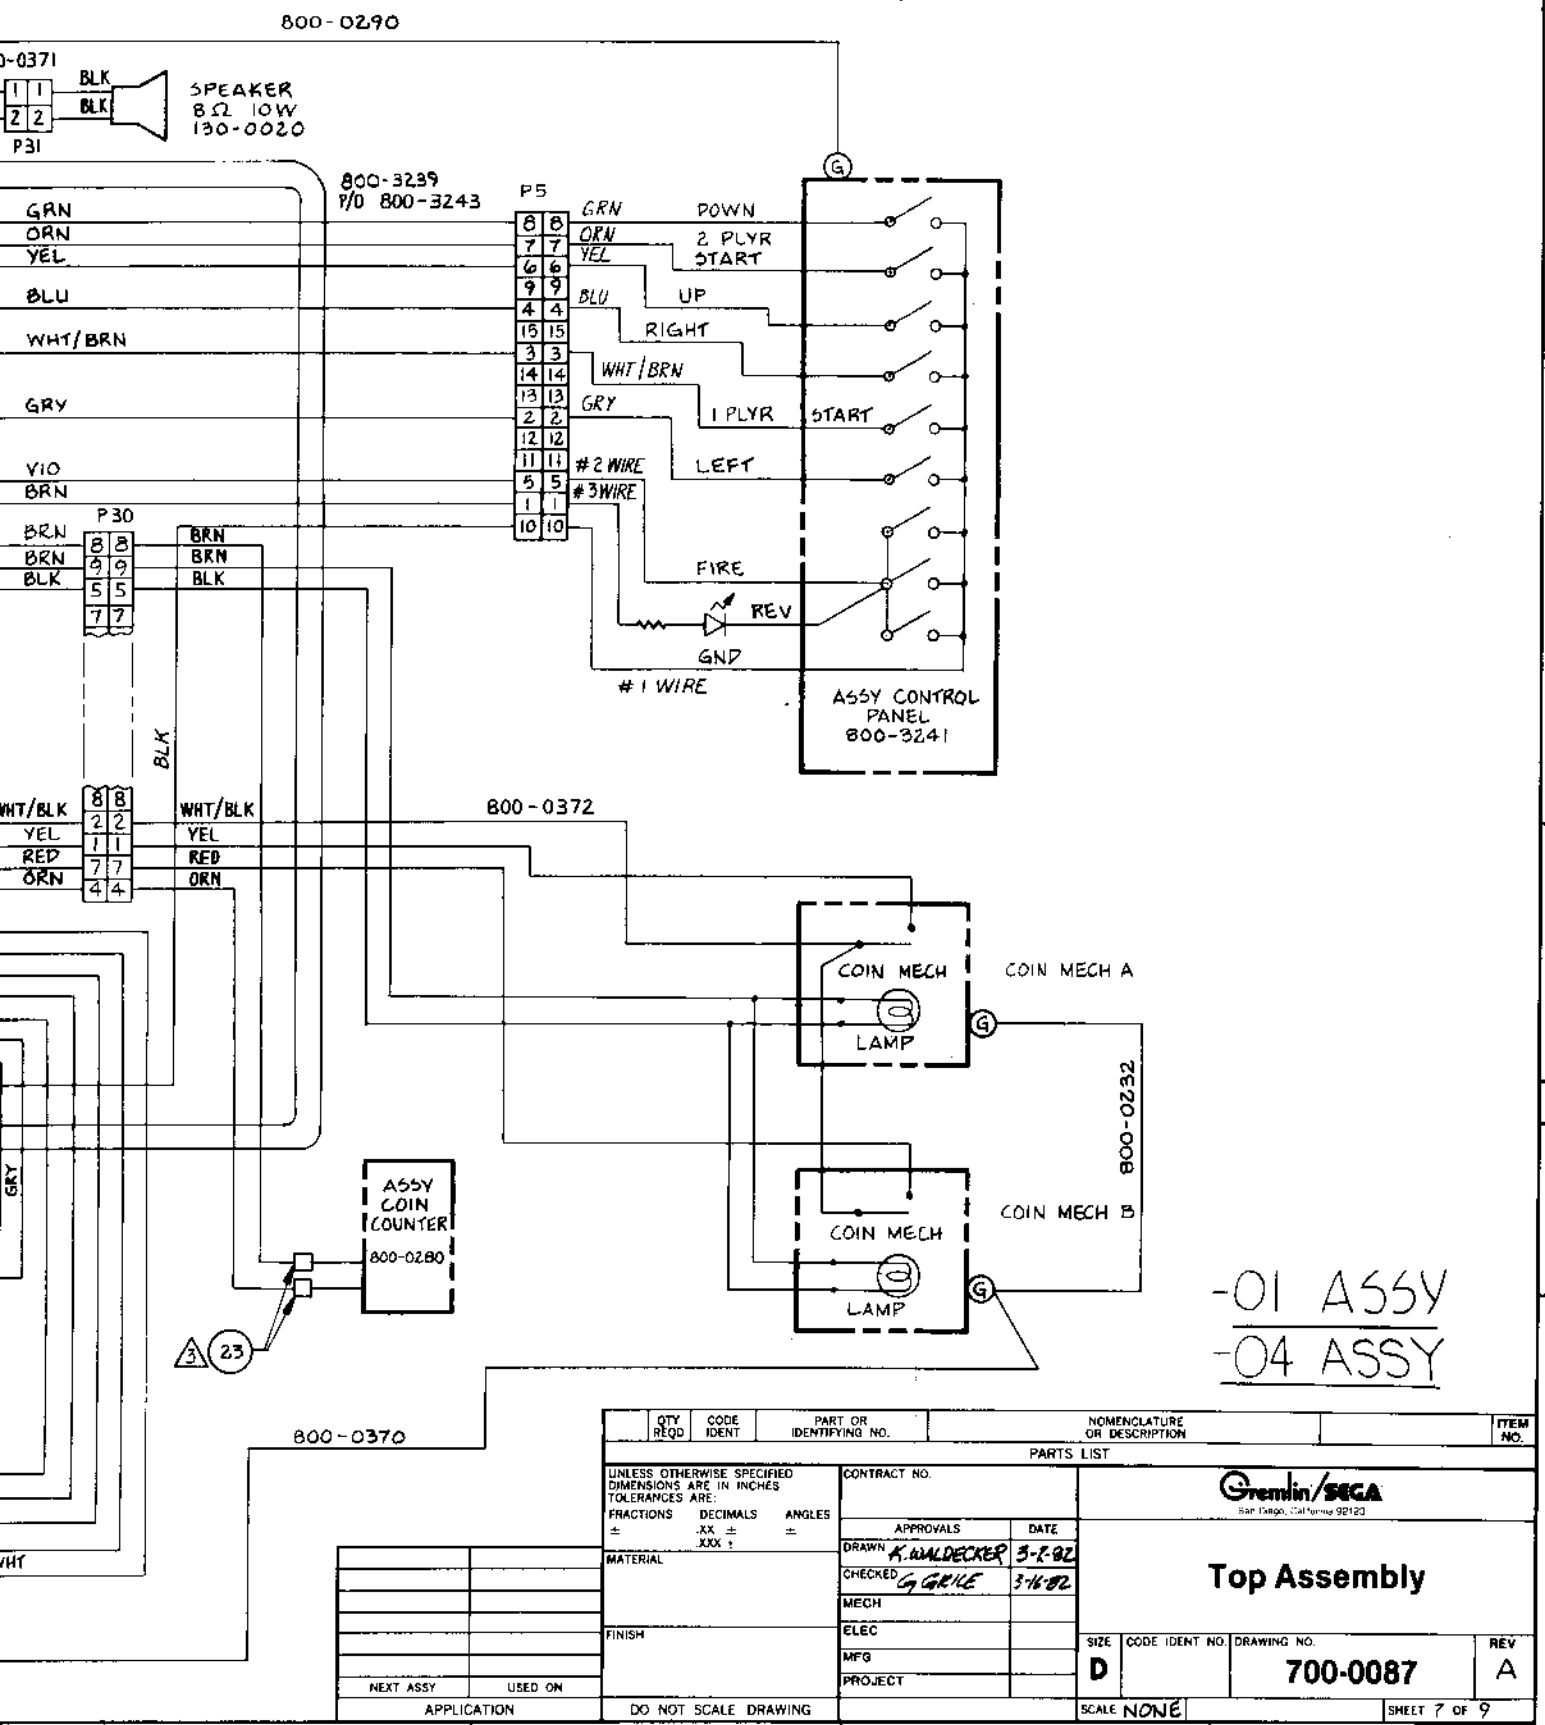 800-0290
0-0371
1 1
2 2
P31
BLK
BLK
SPEAKER
8Ω 10W
130-0020
800-3239
P/O 800-3243
P5
GRN
ORN
YEL
BLU
WHT/BRN
GRY
VIO
BRN
8 8
7 7
6 6
9 9
4 4
15 15
3 3
14 14
13 13
2 2
12 12
11 11
5 5
1 1
10 10
GRN
ORN
YEL
BLU
WHT/BRN
GRY
#2 WIRE
#3 WIRE
DOWN
2 PLYR
START
UP
RIGHT
1 PLYR START
LEFT
FIRE
REV
GND
#1 WIRE
G
ASSY CONTROL
PANEL
800-3241
P30
BRN 8 8 BRN
BRN 9 9 BRN
BLK 5 5 BLK
7 7
BLK
8 8
WHT/BLK 2 2 WHT/BLK
YEL 1 1 YEL
RED 7 7 RED
ORN 4 4 ORN
800-0372
COIN MECH
LAMP
COIN MECH A
G
800-0232
COIN MECH
LAMP
COIN MECH B
G
GRY
ASSY
COIN
COUNTER
800-0280
3 23
800-0370
WHT
-01 ASSY
-04 ASSY
QTY REQD
CODE IDENT
PART OR IDENTIFYING NO.
NOMENCLATURE OR DESCRIPTION
ITEM NO.
PARTS LIST
UNLESS OTHERWISE SPECIFIED
DIMENSIONS ARE IN INCHES
TOLERANCES ARE:
FRACTIONS DECIMALS ANGLES
± .XX ± ±
.XXX ±
MATERIAL
FINISH
DO NOT SCALE DRAWING
NEXT ASSY USED ON
APPLICATION
CONTRACT NO.
APPROVALS DATE
DRAWN K. WALDECKER 3-2-82
CHECKED G GRICE 3-16-82
MECH
ELEC
MFG
PROJECT
Gremlin/SEGA
San Diego, California 92123
Top Assembly
SIZE D
CODE IDENT NO.
DRAWING NO. 700-0087
REV A
SCALE NONE
SHEET 7 OF 9